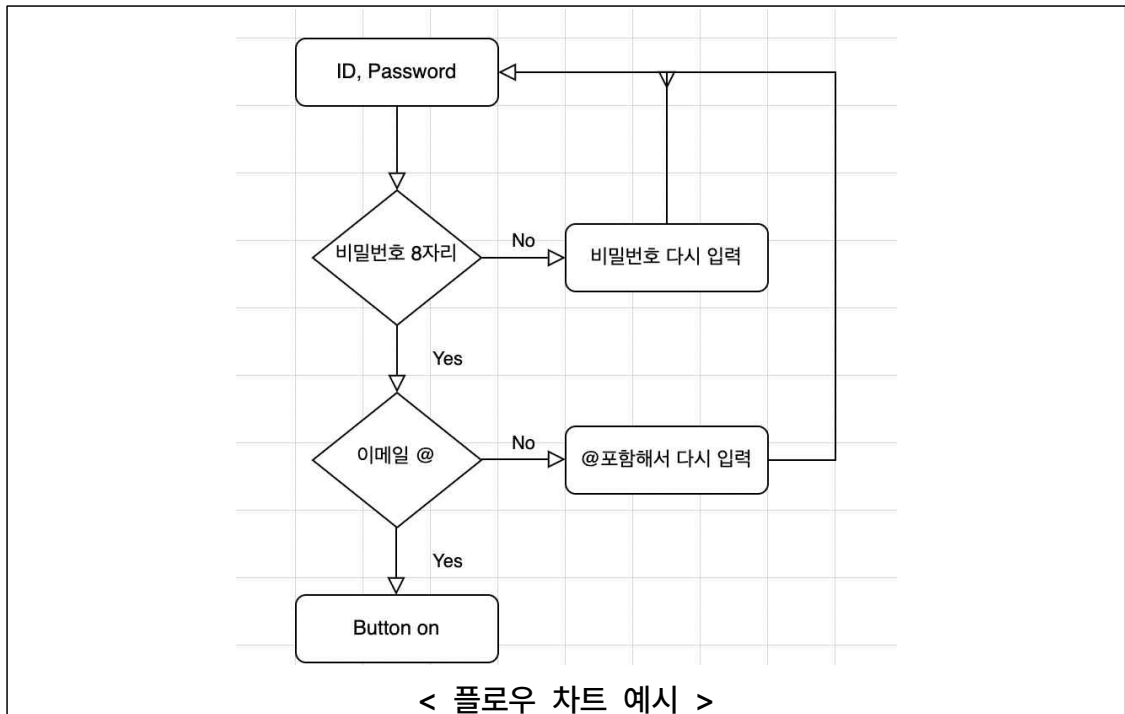 ID, Password
비밀번호 8자리
No
비밀번호 다시 입력
Yes
이메일 @
No
@포함해서 다시 입력
Yes
Button on
< 플로우 차트 예시 >